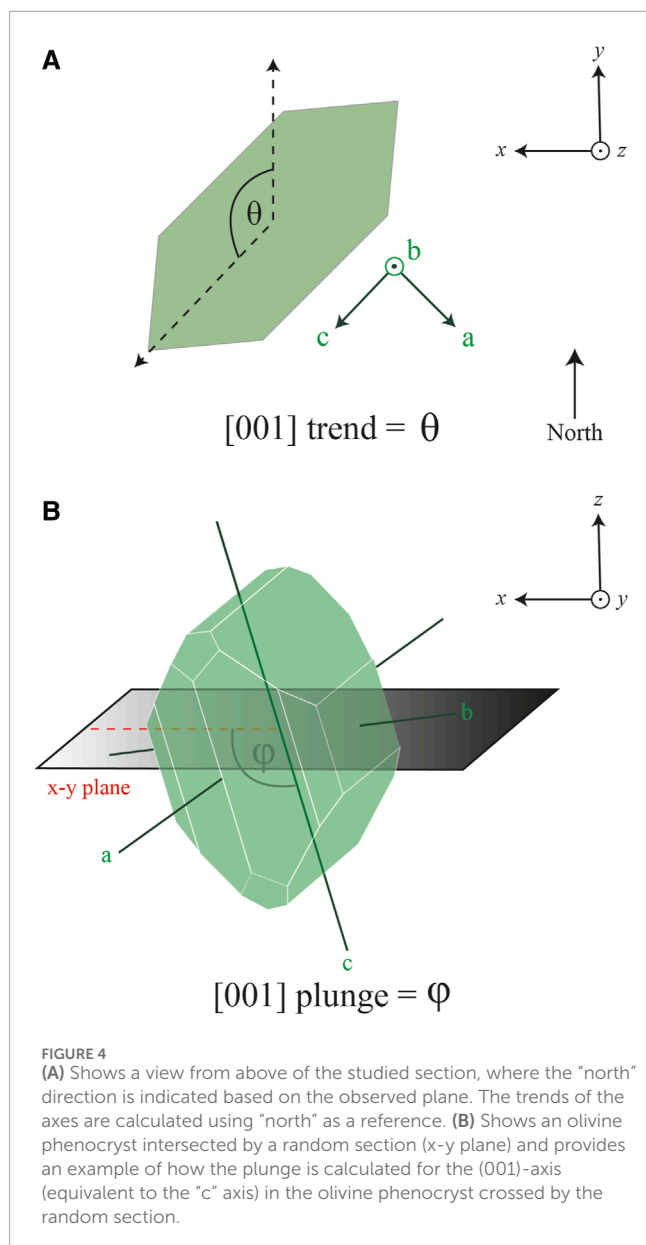 A
y
x
z
θ
b
c
a
[001] trend = θ
North
B
z
x
y
b
φ
x-y plane
a
c
[001] plunge = φ
FIGURE 4
(A) Shows a view from above of the studied section, where the “north”
direction is indicated based on the observed plane. The trends of the
axes are calculated using “north” as a reference. (B) Shows an olivine
phenocryst intersected by a random section (x-y plane) and provides
an example of how the plunge is calculated for the (001)-axis
(equivalent to the “c” axis) in the olivine phenocryst crossed by the
random section.